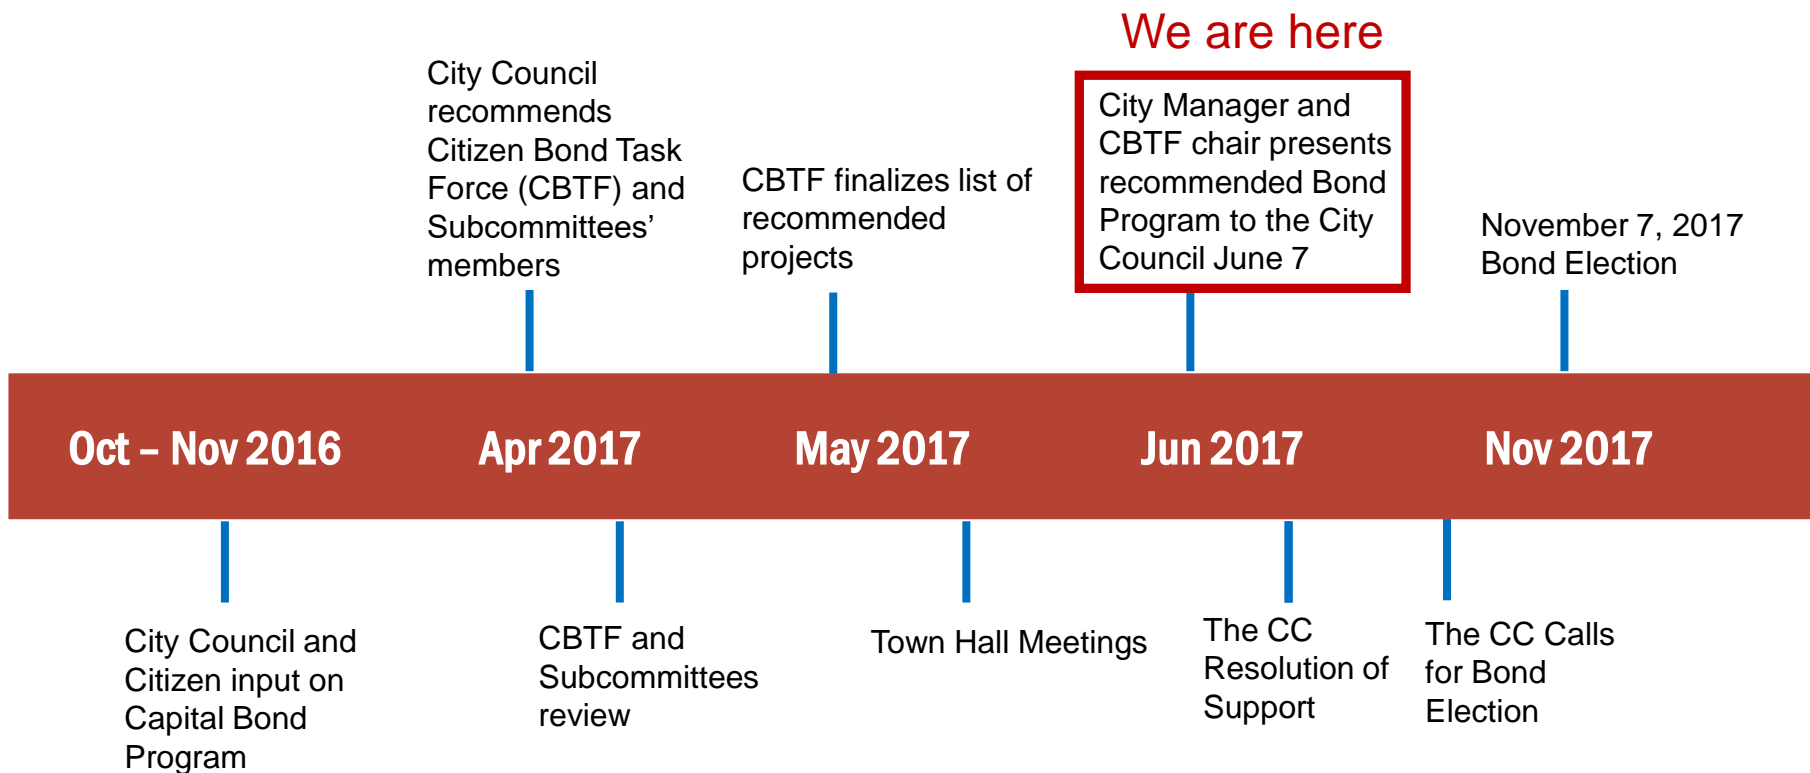 We are here
City Council
recommends
Citizen Bond Task
Force (CBTF) and
Subcommittees’
members
CBTF finalizes list of
recommended
projects
City Manager and
CBTF chair presents
recommended Bond
Program to the City
Council June 7
November 7, 2017
Bond Election
Oct – Nov 2016
Apr 2017
May 2017
Jun 2017
Nov 2017
City Council and
Citizen input on
Capital Bond
Program
CBTF and
Subcommittees
review
Town Hall Meetings
The CC
Resolution of
Support
The CC Calls
for Bond
Election